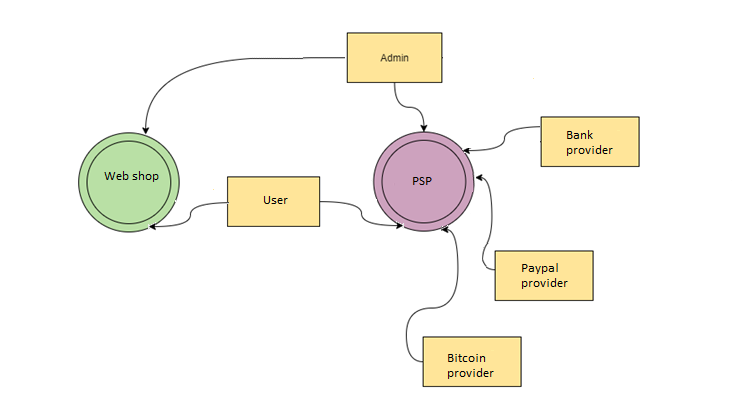 Admin
Bank
provider
Web shop
PSP
User
Paypal
provider
Bitcoin
provider